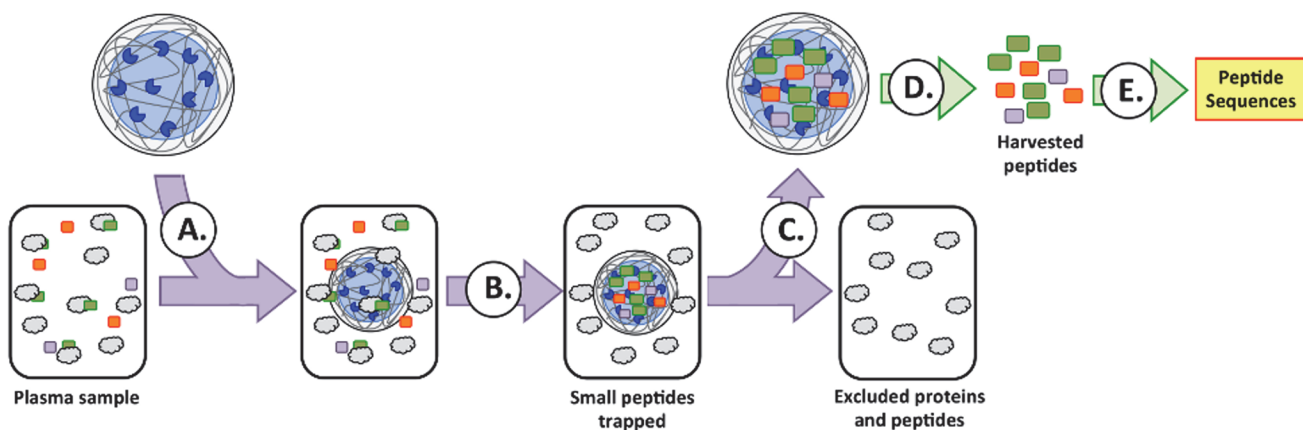 D.
E.
Peptide
Sequences
Harvested
peptides
A.
B.
C.
Plasma sample
Small peptides
trapped
Excluded proteins
and peptides